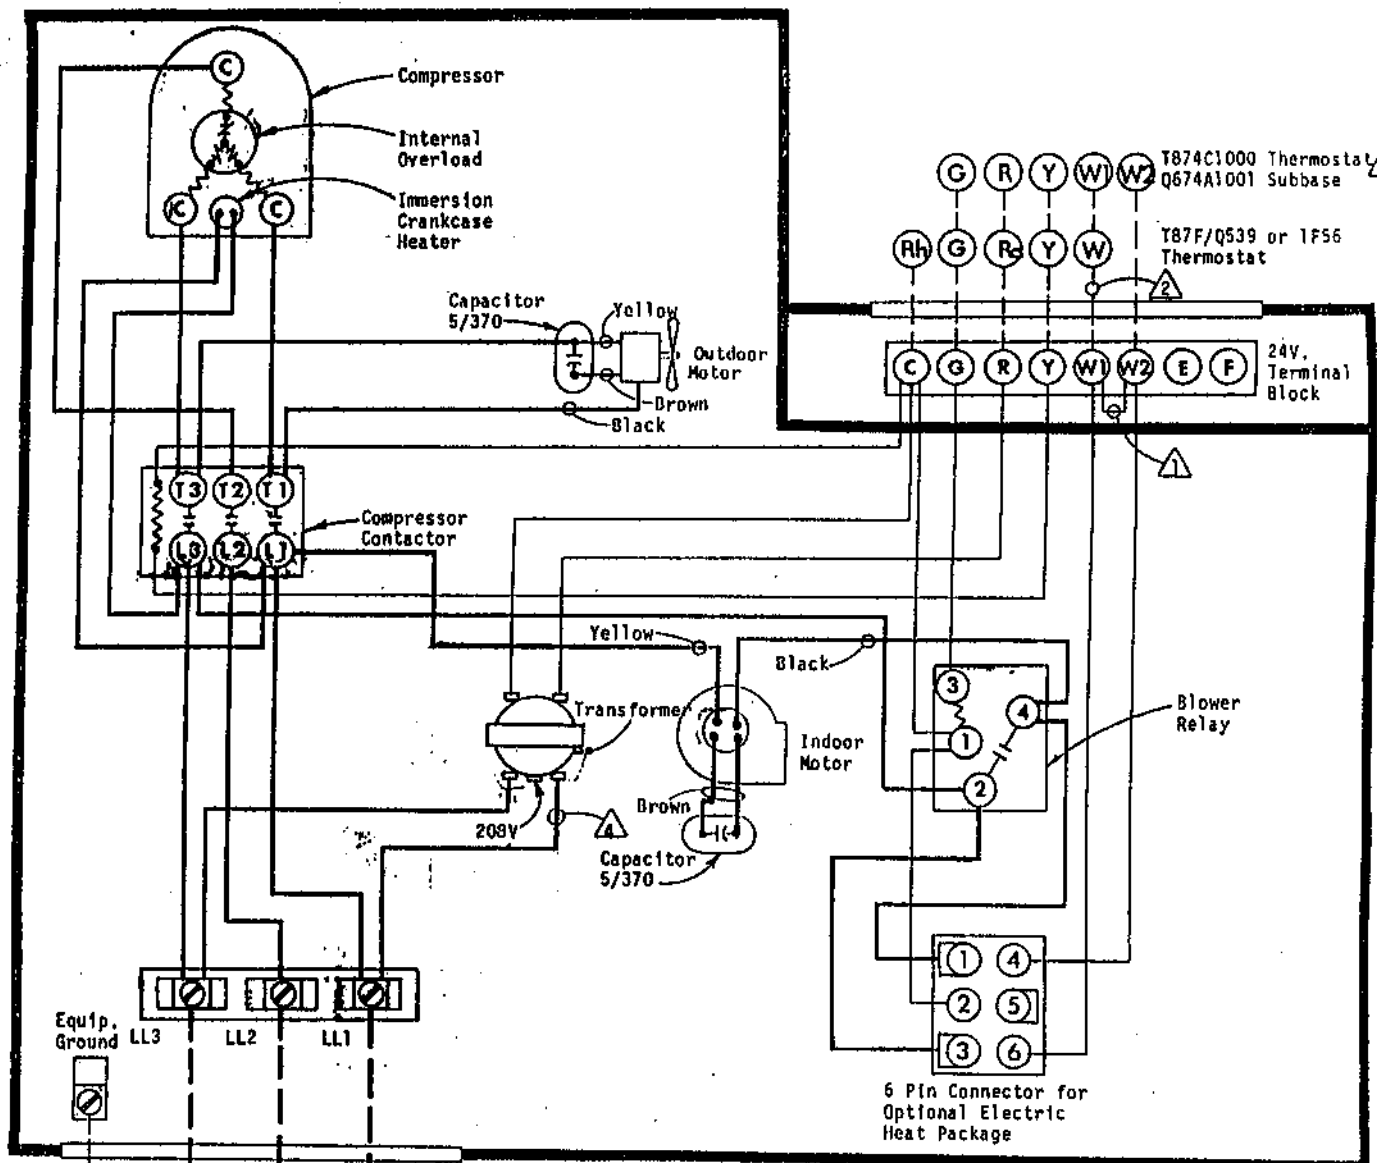 C
Compressor
Internal
Overload
C
C
Immersion
Crankcase
Heater
G R Y W1 W2
T874C1000 Thermostat
Q674A1001 Subbase
Rh G Rc Y W
T87F/Q539 or 1F56
Thermostat
2
Capacitor
5/370
Yellow
Outdoor
Motor
Brown
Black
C G R Y W1 W2 E F
24V.
Terminal
Block
1
T3 T2 T1
L3 L2 L1
Compressor
Contactor
Yellow
Black
3
4
1
2
Blower
Relay
Transformer
Indoor
Motor
208V
4
Brown
Capacitor
5/370
1 4
2 5
3 6
6 Pin Connector for
Optional Electric
Heat Package
Equip.
Ground
LL3
LL2
LL1